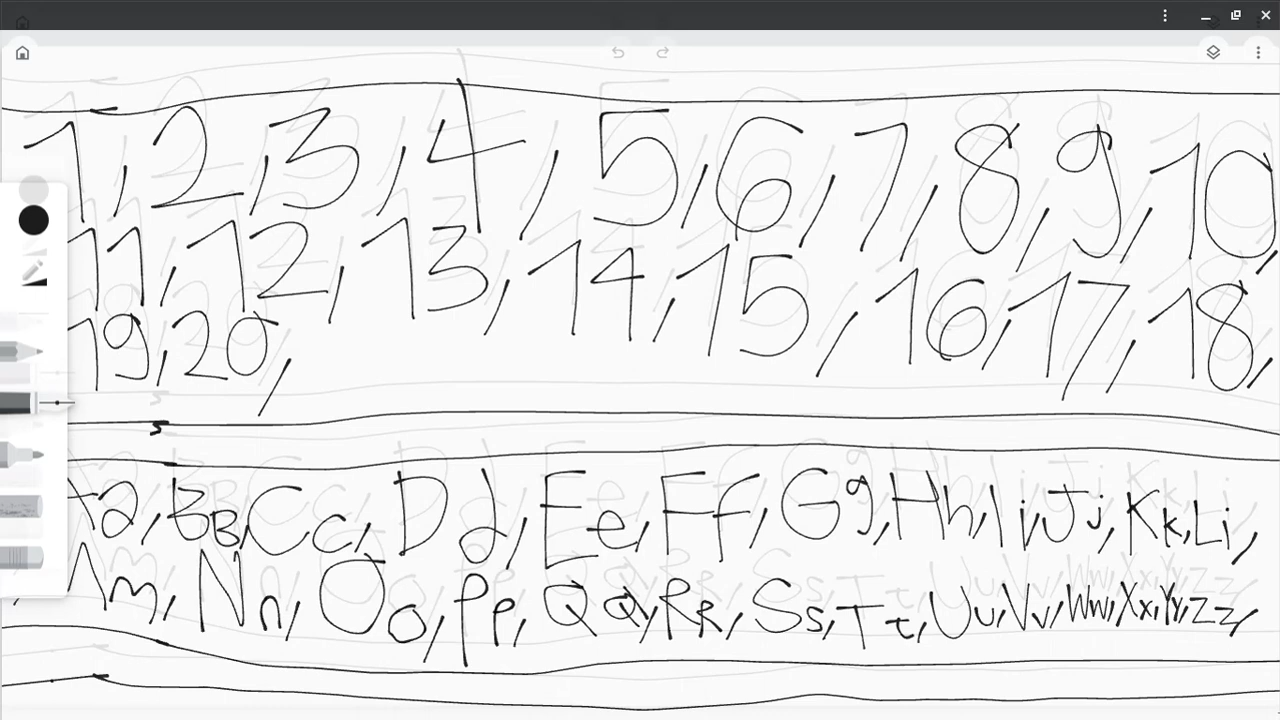 1, 2, 3, 4, 5, 6, 7, 8, 9, 10,
11, 12, 13, 14, 15, 16, 17, 18,
19, 20,
Aa, BB, Cc, Dd, Ee, Ff, Gg, Hh, Ii, Jj, Kk, Li,
Mm, Nn, Oo, Pp, QQ, RR, Ss, Tt, Uu, Vv, Ww, Xx, Yy, Zz,